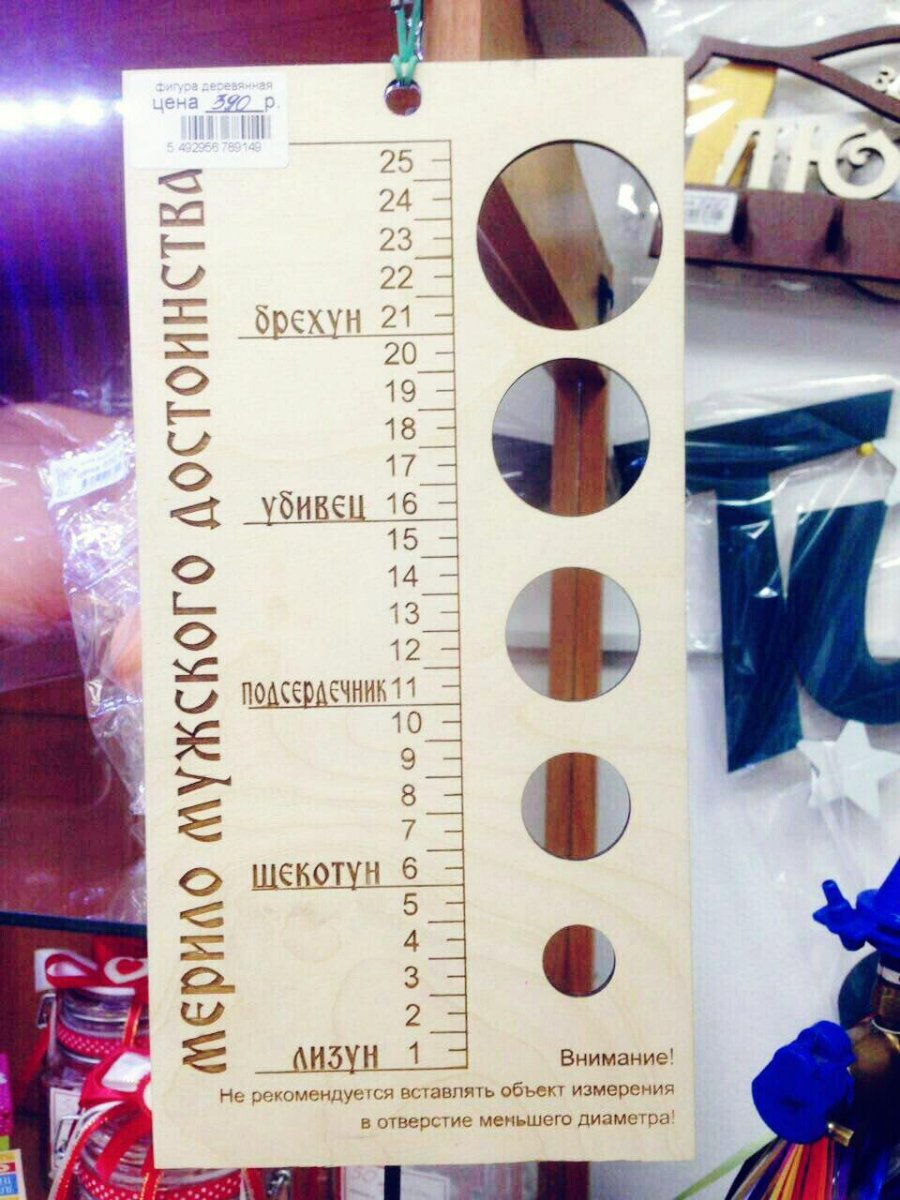 фигура деревянная
цена 390 р.
5 492956 789149
МЕРИЛО МУЖСКОГО ДОСТОИНСТВА
25
24
23
22
БРЕХУН 21
20
19
18
17
УБИВЕЦ 16
15
14
13
12
ПОДСЕРДЕЧНИК 11
10
9
8
7
ЩЕКОТУН 6
5
4
3
2
ЛИЗУН 1
Внимание!
Не рекомендуется вставлять объект измерения
в отверстие меньшего диаметра!